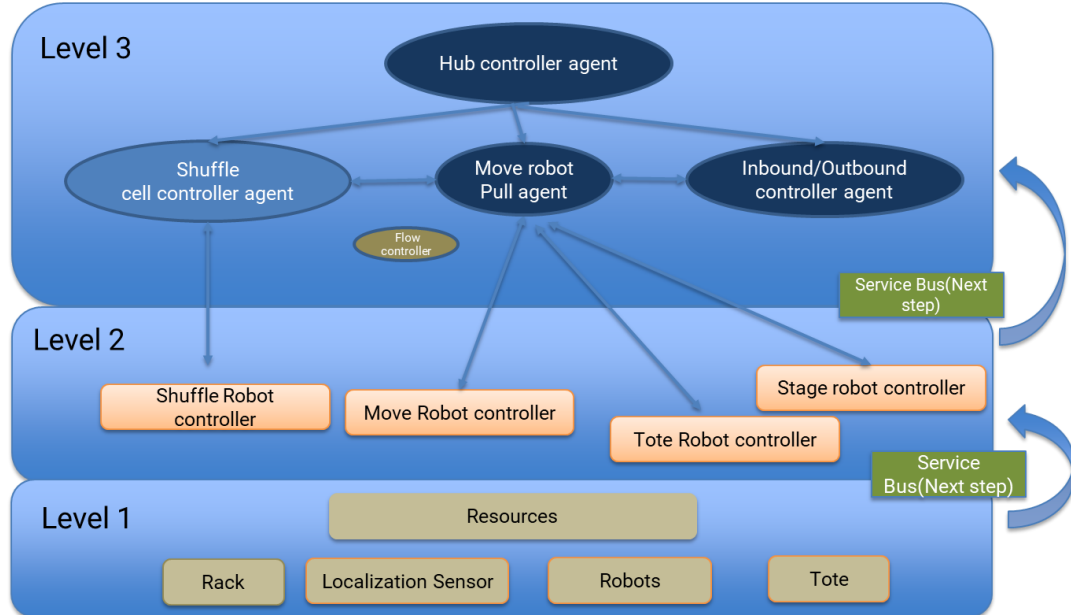 Level 3
Hub controller agent
Shuffle
cell controller agent
Move robot
Pull agent
Inbound/Outbound
controller agent
Flow
controller
Service Bus(Next
step)
Level 2
Shuffle Robot
controller
Move Robot controller
Tote Robot controller
Stage robot controller
Service
Bus(Next step)
Level 1
Resources
Rack
Localization Sensor
Robots
Tote